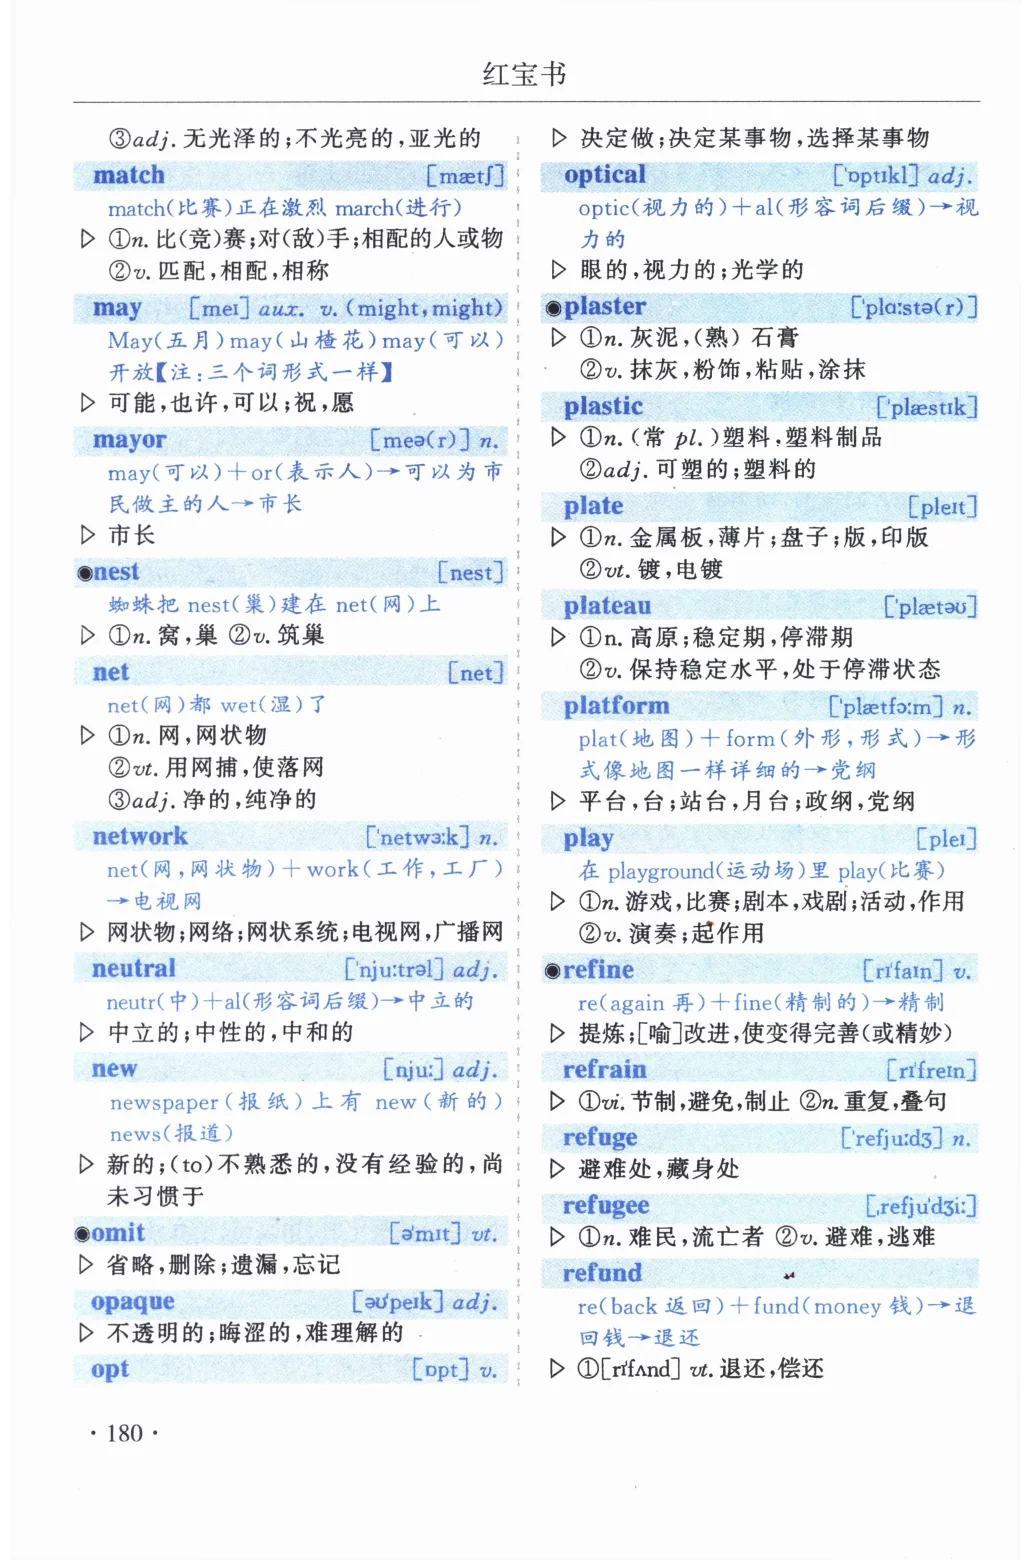 红宝书
③adj. 无光泽的;不光亮的,亚光的
match [mætʃ]
match(比赛)正在激烈 march(进行)
▷ ①n. 比(竞)赛;对(敌)手;相配的人或物
②v. 匹配,相配,相称
may [meɪ] aux. v. (might,might)
May(五月)may(山楂花)may(可以)
开放【注:三个词形式一样】
▷ 可能,也许,可以;祝,愿
mayor [meə(r)] n.
may(可以)+or(表示人)→可以为市
民做主的人→市长
▷ 市长
◉nest [nest]
蜘蛛把 nest(巢)建在 net(网)上
▷ ①n. 窝,巢 ②v. 筑巢
net [net]
net(网)都 wet(湿)了
▷ ①n. 网,网状物
②vt. 用网捕,使落网
③adj. 净的,纯净的
network ['netwɜːk] n.
net(网,网状物)+work(工作,工厂)
→电视网
▷ 网状物;网络;网状系统;电视网,广播网
neutral ['njuːtrəl] adj.
neutr(中)+al(形容词后缀)→中立的
▷ 中立的;中性的,中和的
new [njuː] adj.
newspaper(报纸)上有 new(新的)
news(报道)
▷ 新的;(to)不熟悉的,没有经验的,尚
未习惯于
◉omit [ə'mɪt] vt.
▷ 省略,删除;遗漏,忘记
opaque [əʊ'peɪk] adj.
▷ 不透明的;晦涩的,难理解的
opt [ɒpt] v.
▷ 决定做;决定某事物,选择某事物
optical ['ɒptɪkl] adj.
optic(视力的)+al(形容词后缀)→视
力的
▷ 眼的,视力的;光学的
◉plaster ['plɑːstə(r)]
▷ ①n. 灰泥,(熟) 石膏
②v. 抹灰,粉饰,粘贴,涂抹
plastic ['plæstɪk]
▷ ①n. (常 pl. )塑料,塑料制品
②adj. 可塑的;塑料的
plate [pleɪt]
▷ ①n. 金属板,薄片;盘子;版,印版
②vt. 镀,电镀
plateau ['plætəʊ]
▷ ①n. 高原;稳定期,停滞期
②v. 保持稳定水平,处于停滞状态
platform ['plætfɔːm] n.
plat(地图)+form(外形,形式)→形
式像地图一样详细的→党纲
▷ 平台,台;站台,月台;政纲,党纲
play [pleɪ]
在 playground(运动场)里 play(比赛)
▷ ①n. 游戏,比赛;剧本,戏剧;活动,作用
②v. 演奏;起作用
◉refine [rɪ'faɪn] v.
re(again 再)+fine(精制的)→精制
▷ 提炼;[喻]改进,使变得完善(或精妙)
refrain [rɪ'freɪn]
▷ ①vi. 节制,避免,制止 ②n. 重复,叠句
refuge ['refjuːdʒ] n.
▷ 避难处,藏身处
refugee [ˌrefju'dʒiː]
▷ ①n. 难民,流亡者 ②v. 避难,逃难
refund
re(back 返回)+fund(money 钱)→退
回钱→退还
▷ ①[rɪ'fʌnd] vt. 退还,偿还
· 180 ·